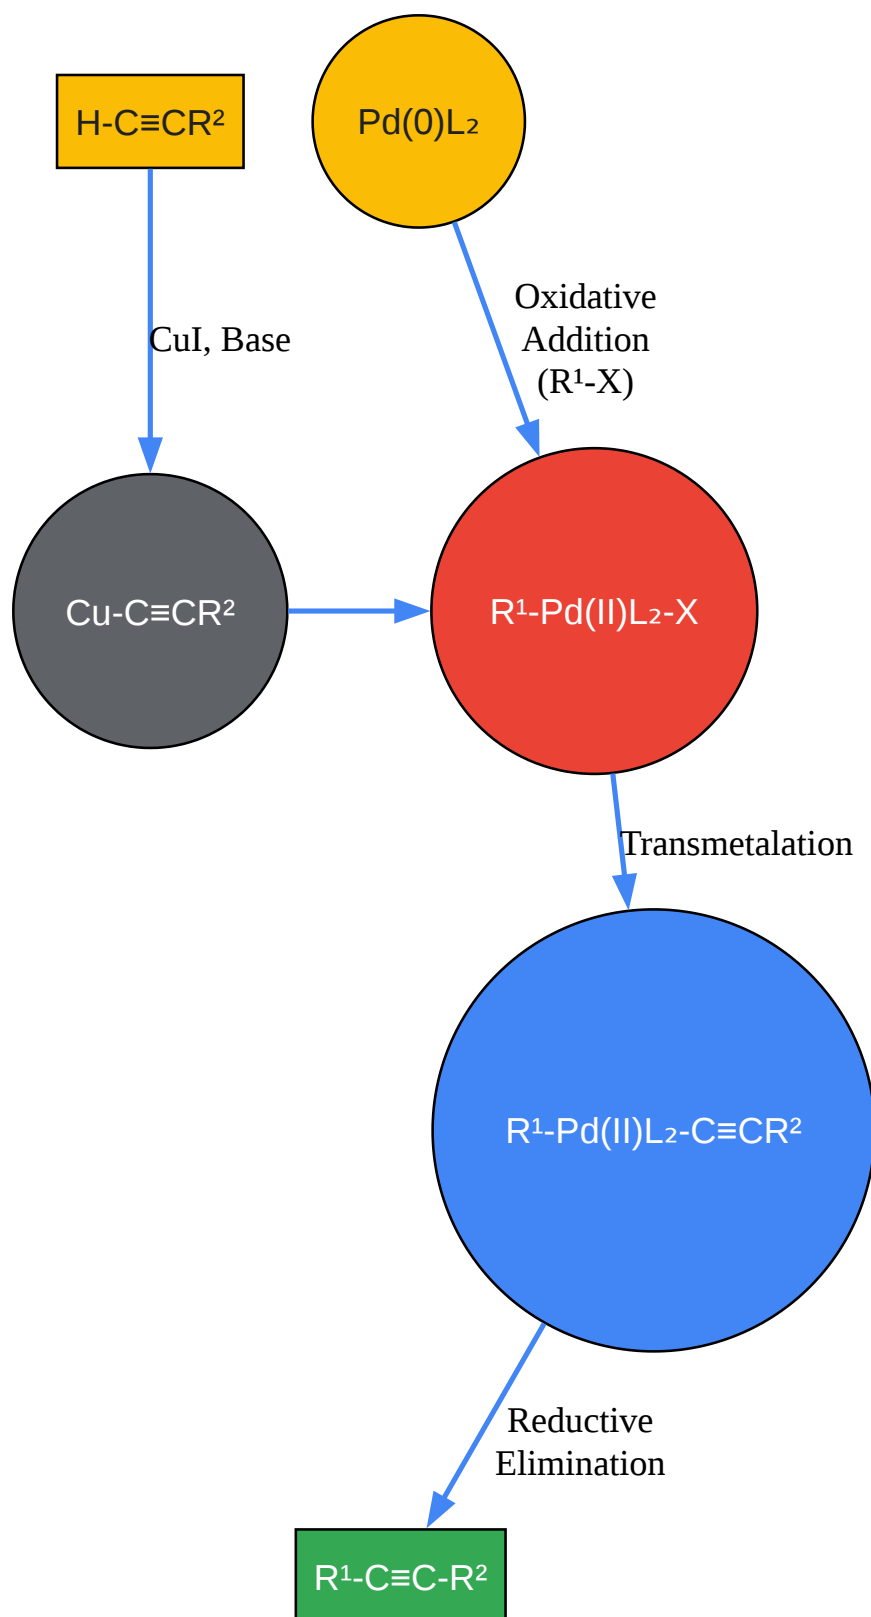 H-C≡CR²
Pd(0)L₂
Oxidative
Addition
(R¹-X)
CuI, Base
Cu-C≡CR²
R¹-Pd(II)L₂-X
Transmetalation
R¹-Pd(II)L₂-C≡CR²
Reductive
Elimination
R¹-C≡C-R²